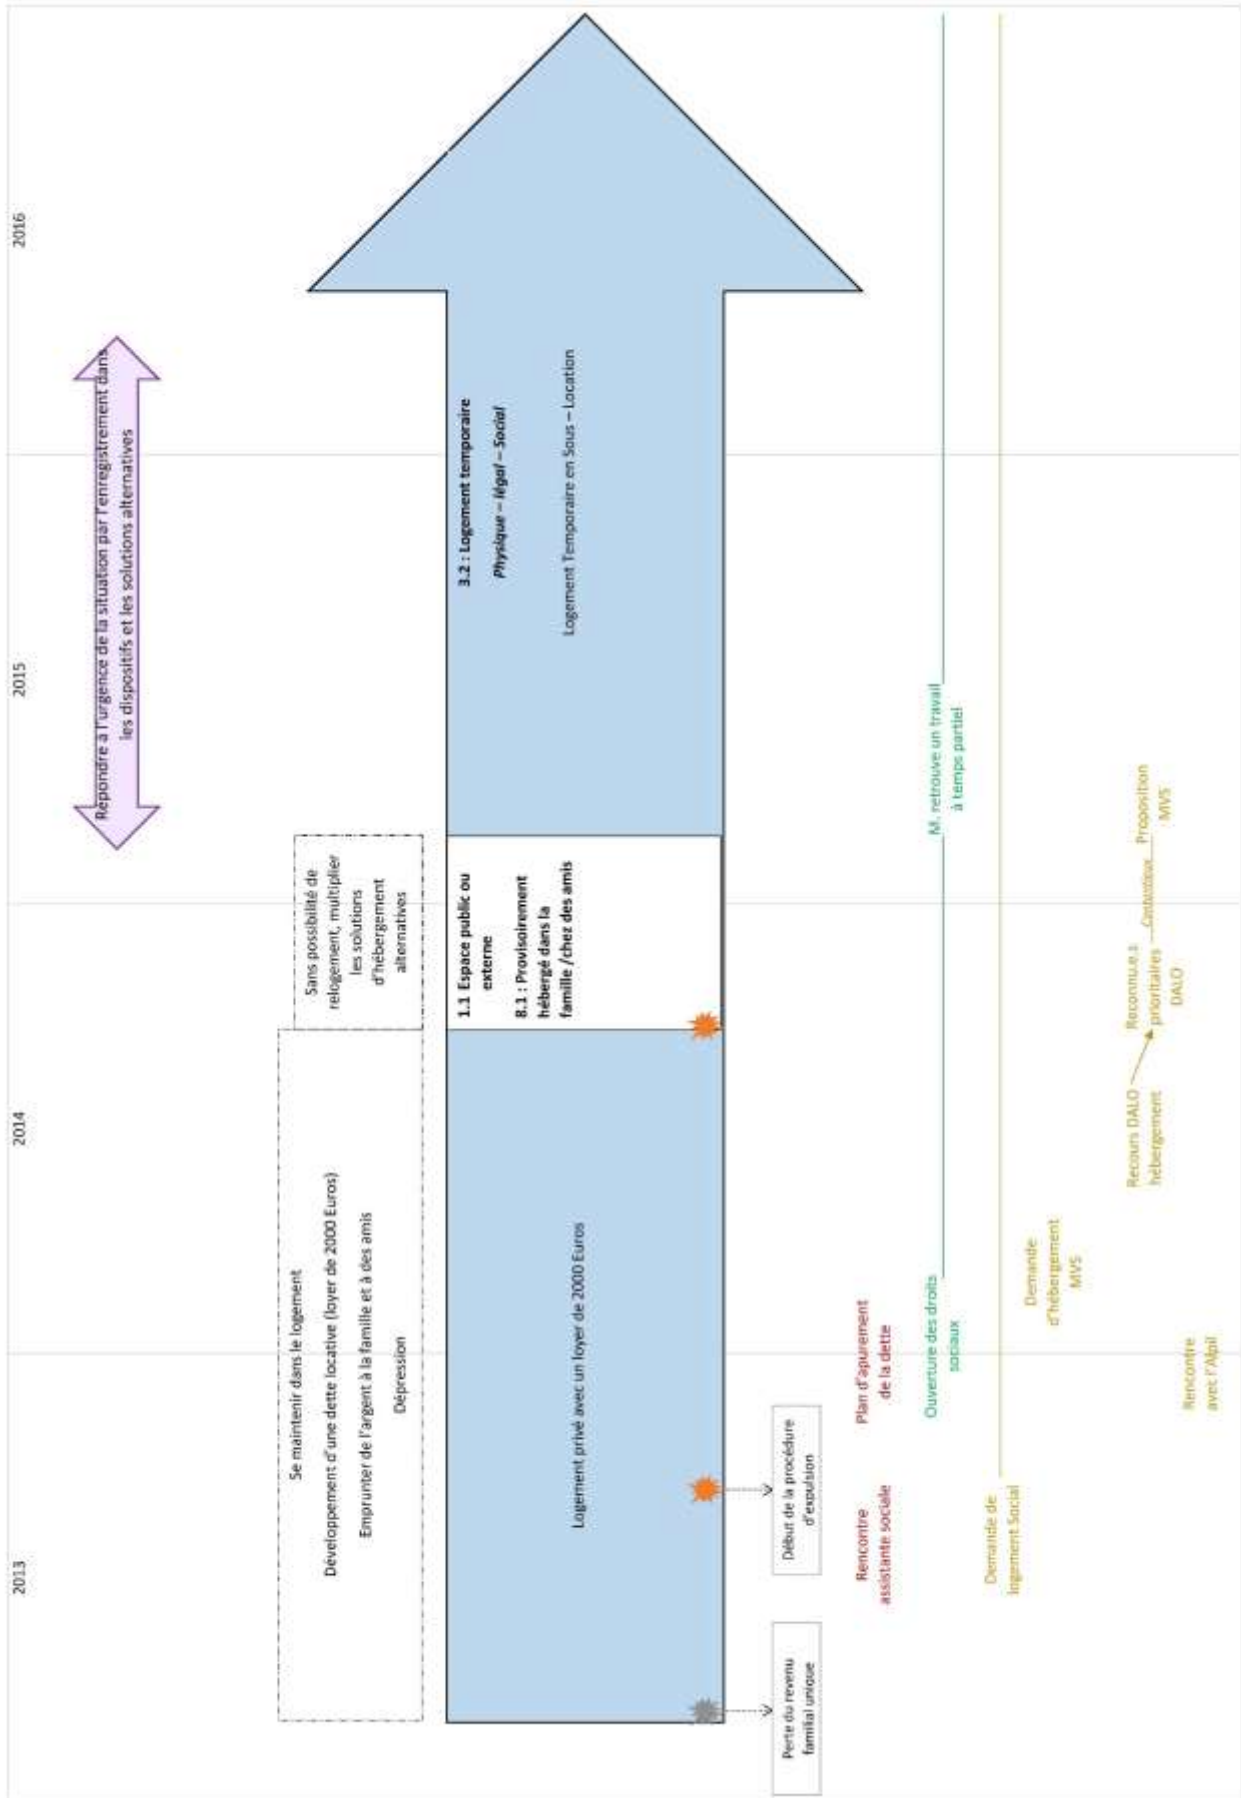 2013
2014
2015
2016
Répondre à l'urgence de la situation par l'enregistrement dans
les dispositifs et les solutions alternatives
Se maintenir dans le logement
Développement d'une dette locative (loyer de 2000 Euros)
Emprunter de l'argent à la famille et à des amis
Dépression
Sans possibilité de
relogement, multiplier
les solutions
d'hébergement
alternatives
Logement privé avec un loyer de 2000 Euros
1.1 Espace public ou
externe
8.1 : Provisoirement
hébergé dans la
famille /chez des amis
3.2 : Logement temporaire
Physique – légal – Social
Logement Temporaire en Sous – Location
Perte du revenu
familial unique
Début de la procédure
d'expulsion
Rencontre
assistante sociale
Plan d'apurement
de la dette
Ouverture des droits
sociaux
M. retrouve un travail
à temps partiel
Demande de
logement Social
Demande
d'hébergement
MVS
Recours DALO
hébergement
Reconnu.e.s
prioritaires
DALO
Contentieux
Proposition
MVS
Rencontre
avet l'Alpil